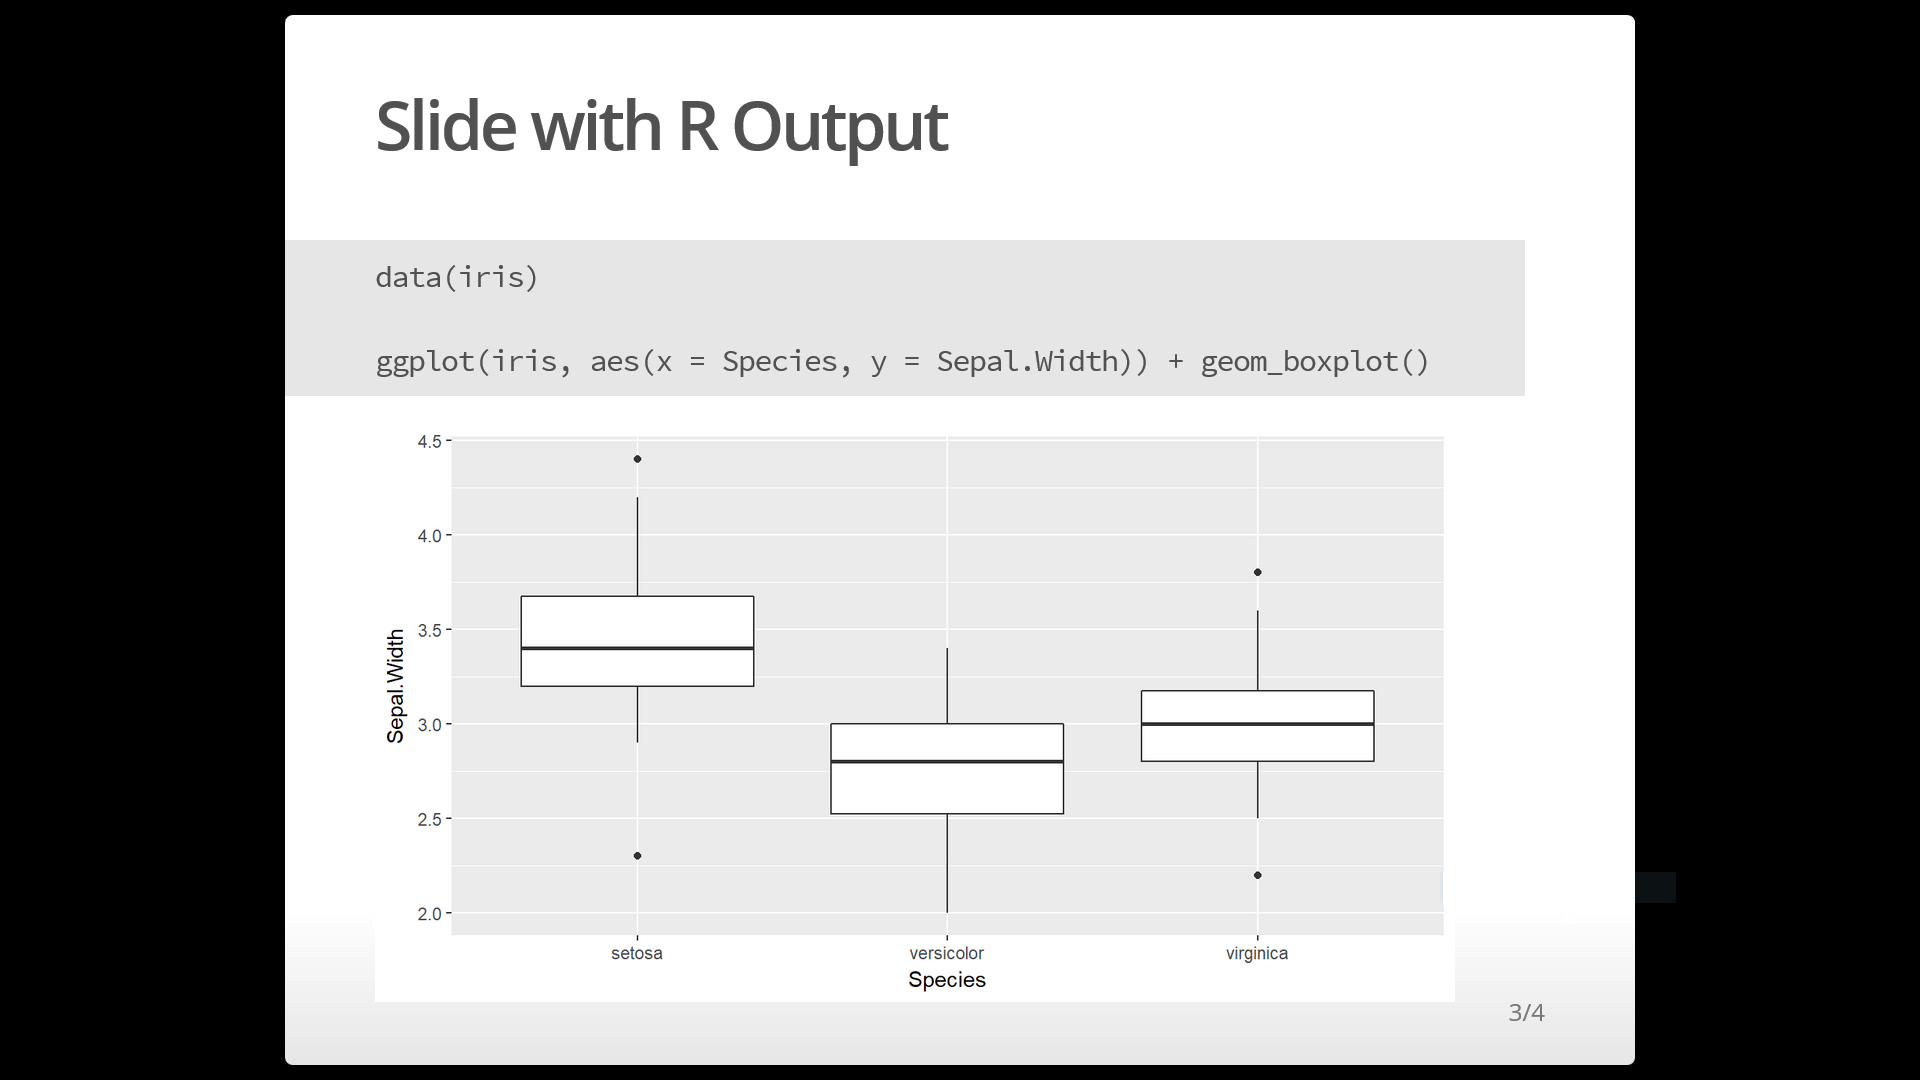 Slide with R Output
data(iris)
ggplot(iris, aes(x = Species, y = Sepal.Width)) + geom_boxplot()
4.5
4.0
3.5
3.0
2.5
2.0
Sepal.Width
setosa versicolor virginica
Species
3/4